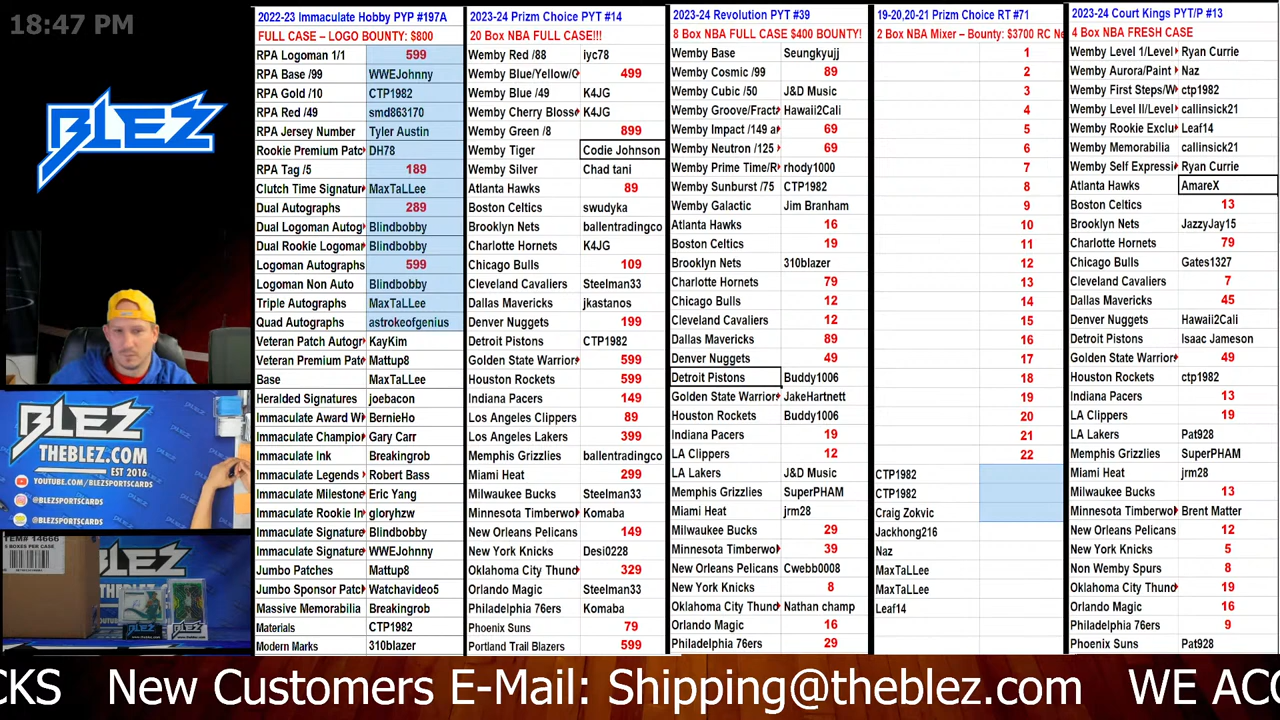 18:47 PM
BLEZ
BLEZ
THEBLEZ.COM
EST 2016
YOUTUBE.COM/BLEZSPORTSCARDS
@BLEZSPORTSCARDS
@BLEZSPORTSCARDS
ITEM# 14666
BLEZ
2022-23 Immaculate Hobby PYP #197A
FULL CASE – LOGO BOUNTY: $800
RPA Logoman 1/1 599
RPA Base /99 WWEJohnny
RPA Gold /10 CTP1982
RPA Red /49 smd863170
RPA Jersey Number Tyler Austin
Rookie Premium Patc DH78
RPA Tag /5 189
Clutch Time Signatur MaxTaLLee
Dual Autographs 289
Dual Logoman Autog Blindbobby
Dual Rookie Logomar Blindbobby
Logoman Autographs 599
Logoman Non Auto Blindbobby
Triple Autographs MaxTaLLee
Quad Autographs astrokeofgenius
Veteran Patch Autogr KayKim
Veteran Premium Pat Mattup8
Base MaxTaLLee
Heralded Signatures joebacon
Immaculate Award W BernieHo
Immaculate Champio Gary Carr
Immaculate Ink Breakingrob
Immaculate Legends Robert Bass
Immaculate Milestone Eric Yang
Immaculate Rookie In gloryhzw
Immaculate Signature Blindbobby
Immaculate Signature WWEJohnny
Jumbo Patches Mattup8
Jumbo Sponsor Patc Watchavideo5
Massive Memorabilia Breakingrob
Materials CTP1982
Modern Marks 310blazer
2023-24 Prizm Choice PYT #14
20 Box NBA FULL CASE!!!
Wemby Red /88 iyc78
Wemby Blue/Yellow/G 499
Wemby Blue /49 K4JG
Wemby Cherry Blosso K4JG
Wemby Green /8 899
Wemby Tiger Codie Johnson
Wemby Silver Chad tani
Atlanta Hawks 89
Boston Celtics swudyka
Brooklyn Nets ballentradingco
Charlotte Hornets K4JG
Chicago Bulls 109
Cleveland Cavaliers Steelman33
Dallas Mavericks jkastanos
Denver Nuggets 199
Detroit Pistons CTP1982
Golden State Warrior 599
Houston Rockets 599
Indiana Pacers 149
Los Angeles Clippers 89
Los Angeles Lakers 399
Memphis Grizzlies ballentradingco
Miami Heat 299
Milwaukee Bucks Steelman33
Minnesota Timberwo Komaba
New Orleans Pelicans 149
New York Knicks Desi0228
Oklahoma City Thund 329
Orlando Magic Steelman33
Philadelphia 76ers Komaba
Phoenix Suns 79
Portland Trail Blazers 599
2023-24 Revolution PYT #39
8 Box NBA FULL CASE $400 BOUNTY!
Wemby Base Seungkyujj
Wemby Cosmic /99 89
Wemby Cubic /50 J&D Music
Wemby Groove/Fract Hawaii2Cali
Wemby Impact /149 a 69
Wemby Neutron /125 69
Wemby Prime Time/R rhody1000
Wemby Sunburst /75 CTP1982
Wemby Galactic Jim Branham
Atlanta Hawks 16
Boston Celtics 19
Brooklyn Nets 310blazer
Charlotte Hornets 79
Chicago Bulls 12
Cleveland Cavaliers 12
Dallas Mavericks 89
Denver Nuggets 49
Detroit Pistons Buddy1006
Golden State Warrior JakeHartnett
Houston Rockets Buddy1006
Indiana Pacers 19
LA Clippers 12
LA Lakers J&D Music
Memphis Grizzlies SuperPHAM
Miami Heat jrm28
Milwaukee Bucks 29
Minnesota Timberwo 39
New Orleans Pelicans Cwebb0008
New York Knicks 8
Oklahoma City Thund Nathan champ
Orlando Magic 16
Philadelphia 76ers 29
19-20,20-21 Prizm Choice RT #71
2 Box NBA Mixer – Bounty: $3700 RC Ne
1
2
3
4
5
6
7
8
9
10
11
12
13
14
15
16
17
18
19
20
21
22
CTP1982
CTP1982
Craig Zokvic
Jackhong216
Naz
MaxTaLLee
MaxTaLLee
Leaf14
2023-24 Court Kings PYT/P #13
4 Box NBA FRESH CASE
Wemby Level 1/Level Ryan Currie
Wemby Aurora/Paint Naz
Wemby First Steps/W ctp1982
Wemby Level II/Level callinsick21
Wemby Rookie Exclu Leaf14
Wemby Memorabilia callinsick21
Wemby Self Expressi Ryan Currie
Atlanta Hawks AmareX
Boston Celtics 13
Brooklyn Nets JazzyJay15
Charlotte Hornets 79
Chicago Bulls Gates1327
Cleveland Cavaliers 7
Dallas Mavericks 45
Denver Nuggets Hawaii2Cali
Detroit Pistons Isaac Jameson
Golden State Warrior 49
Houston Rockets ctp1982
Indiana Pacers 13
LA Clippers 19
LA Lakers Pat928
Memphis Grizzlies SuperPHAM
Miami Heat jrm28
Milwaukee Bucks 13
Minnesota Timberwo Brent Matter
New Orleans Pelicans 12
New York Knicks 5
Non Wemby Spurs 8
Oklahoma City Thund 19
Orlando Magic 16
Philadelphia 76ers 9
Phoenix Suns Pat928
CKS New Customers E-Mail: Shipping@theblez.com WE ACC